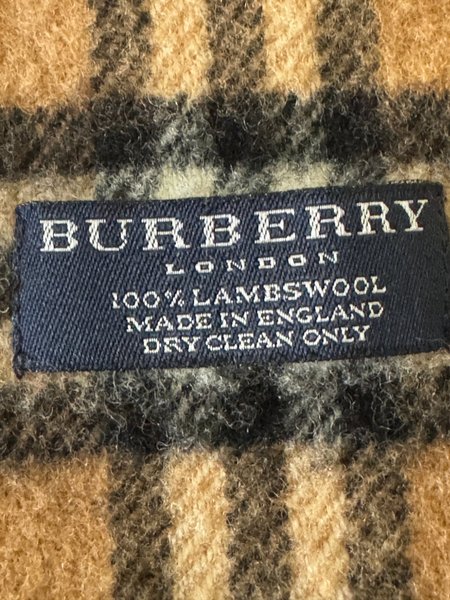 BURBERRY
LONDON
100% LAMBSWOOL
MADE IN ENGLAND
DRY CLEAN ONLY